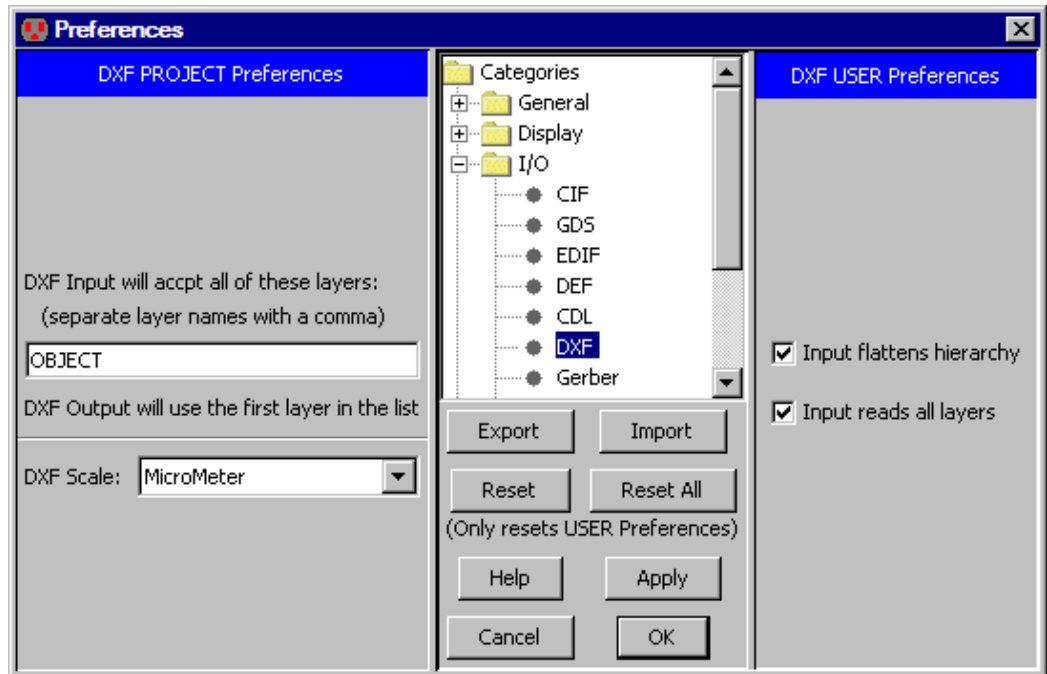 Preferences
DXF PROJECT Preferences
DXF Input will accpt all of these layers:
(separate layer names with a comma)
OBJECT
DXF Output will use the first layer in the list
DXF Scale: MicroMeter
Categories
General
Display
I/O
CIF
GDS
EDIF
DEF
CDL
DXF
Gerber
Export Import
Reset Reset All
(Only resets USER Preferences)
Help Apply
Cancel OK
DXF USER Preferences
Input flattens hierarchy
Input reads all layers